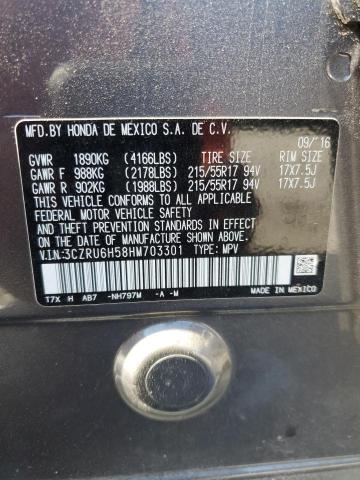 MFD.BY HONDA DE MEXICO S.A. DE C.V.
09/'16
GVWR 1890KG (4166LBS) TIRE SIZE RIM SIZE
GAWR F 988KG (2178LBS) 215/55R17 94V 17X7.5J
GAWR R 902KG (1988LBS) 215/55R17 94V 17X7.5J
THIS VEHICLE CONFORMS TO ALL APPLICABLE
FEDERAL MOTOR VEHICLE SAFETY AND
THEFT PREVENTION STANDARDS IN EFFECT ON
THE DATE OF MANUFACTURE SHOWN ABOVE.
V.I.N:3CZRU6H58HM703301 TYPE: MPV
T7X H AB7 -NH797M -A -M
MADE IN MEXICO